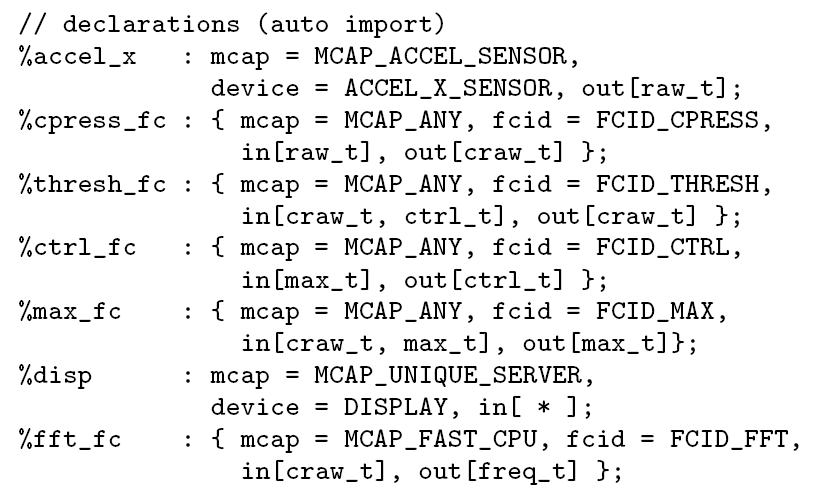 // declarations (auto import)
%accel_x   : mcap = MCAP_ACCEL_SENSOR,
             device = ACCEL_X_SENSOR, out[raw_t];
%cpress_fc : { mcap = MCAP_ANY, fcid = FCID_CPRESS,
               in[raw_t], out[craw_t] };
%thresh_fc : { mcap = MCAP_ANY, fcid = FCID_THRESH,
               in[craw_t, ctrl_t], out[craw_t] };
%ctrl_fc   : { mcap = MCAP_ANY, fcid = FCID_CTRL,
               in[max_t], out[ctrl_t] };
%max_fc    : { mcap = MCAP_ANY, fcid = FCID_MAX,
               in[craw_t, max_t], out[max_t]};
%disp      : mcap = MCAP_UNIQUE_SERVER,
             device = DISPLAY, in[ * ];
%fft_fc    : { mcap = MCAP_FAST_CPU, fcid = FCID_FFT,
               in[craw_t], out[freq_t] };